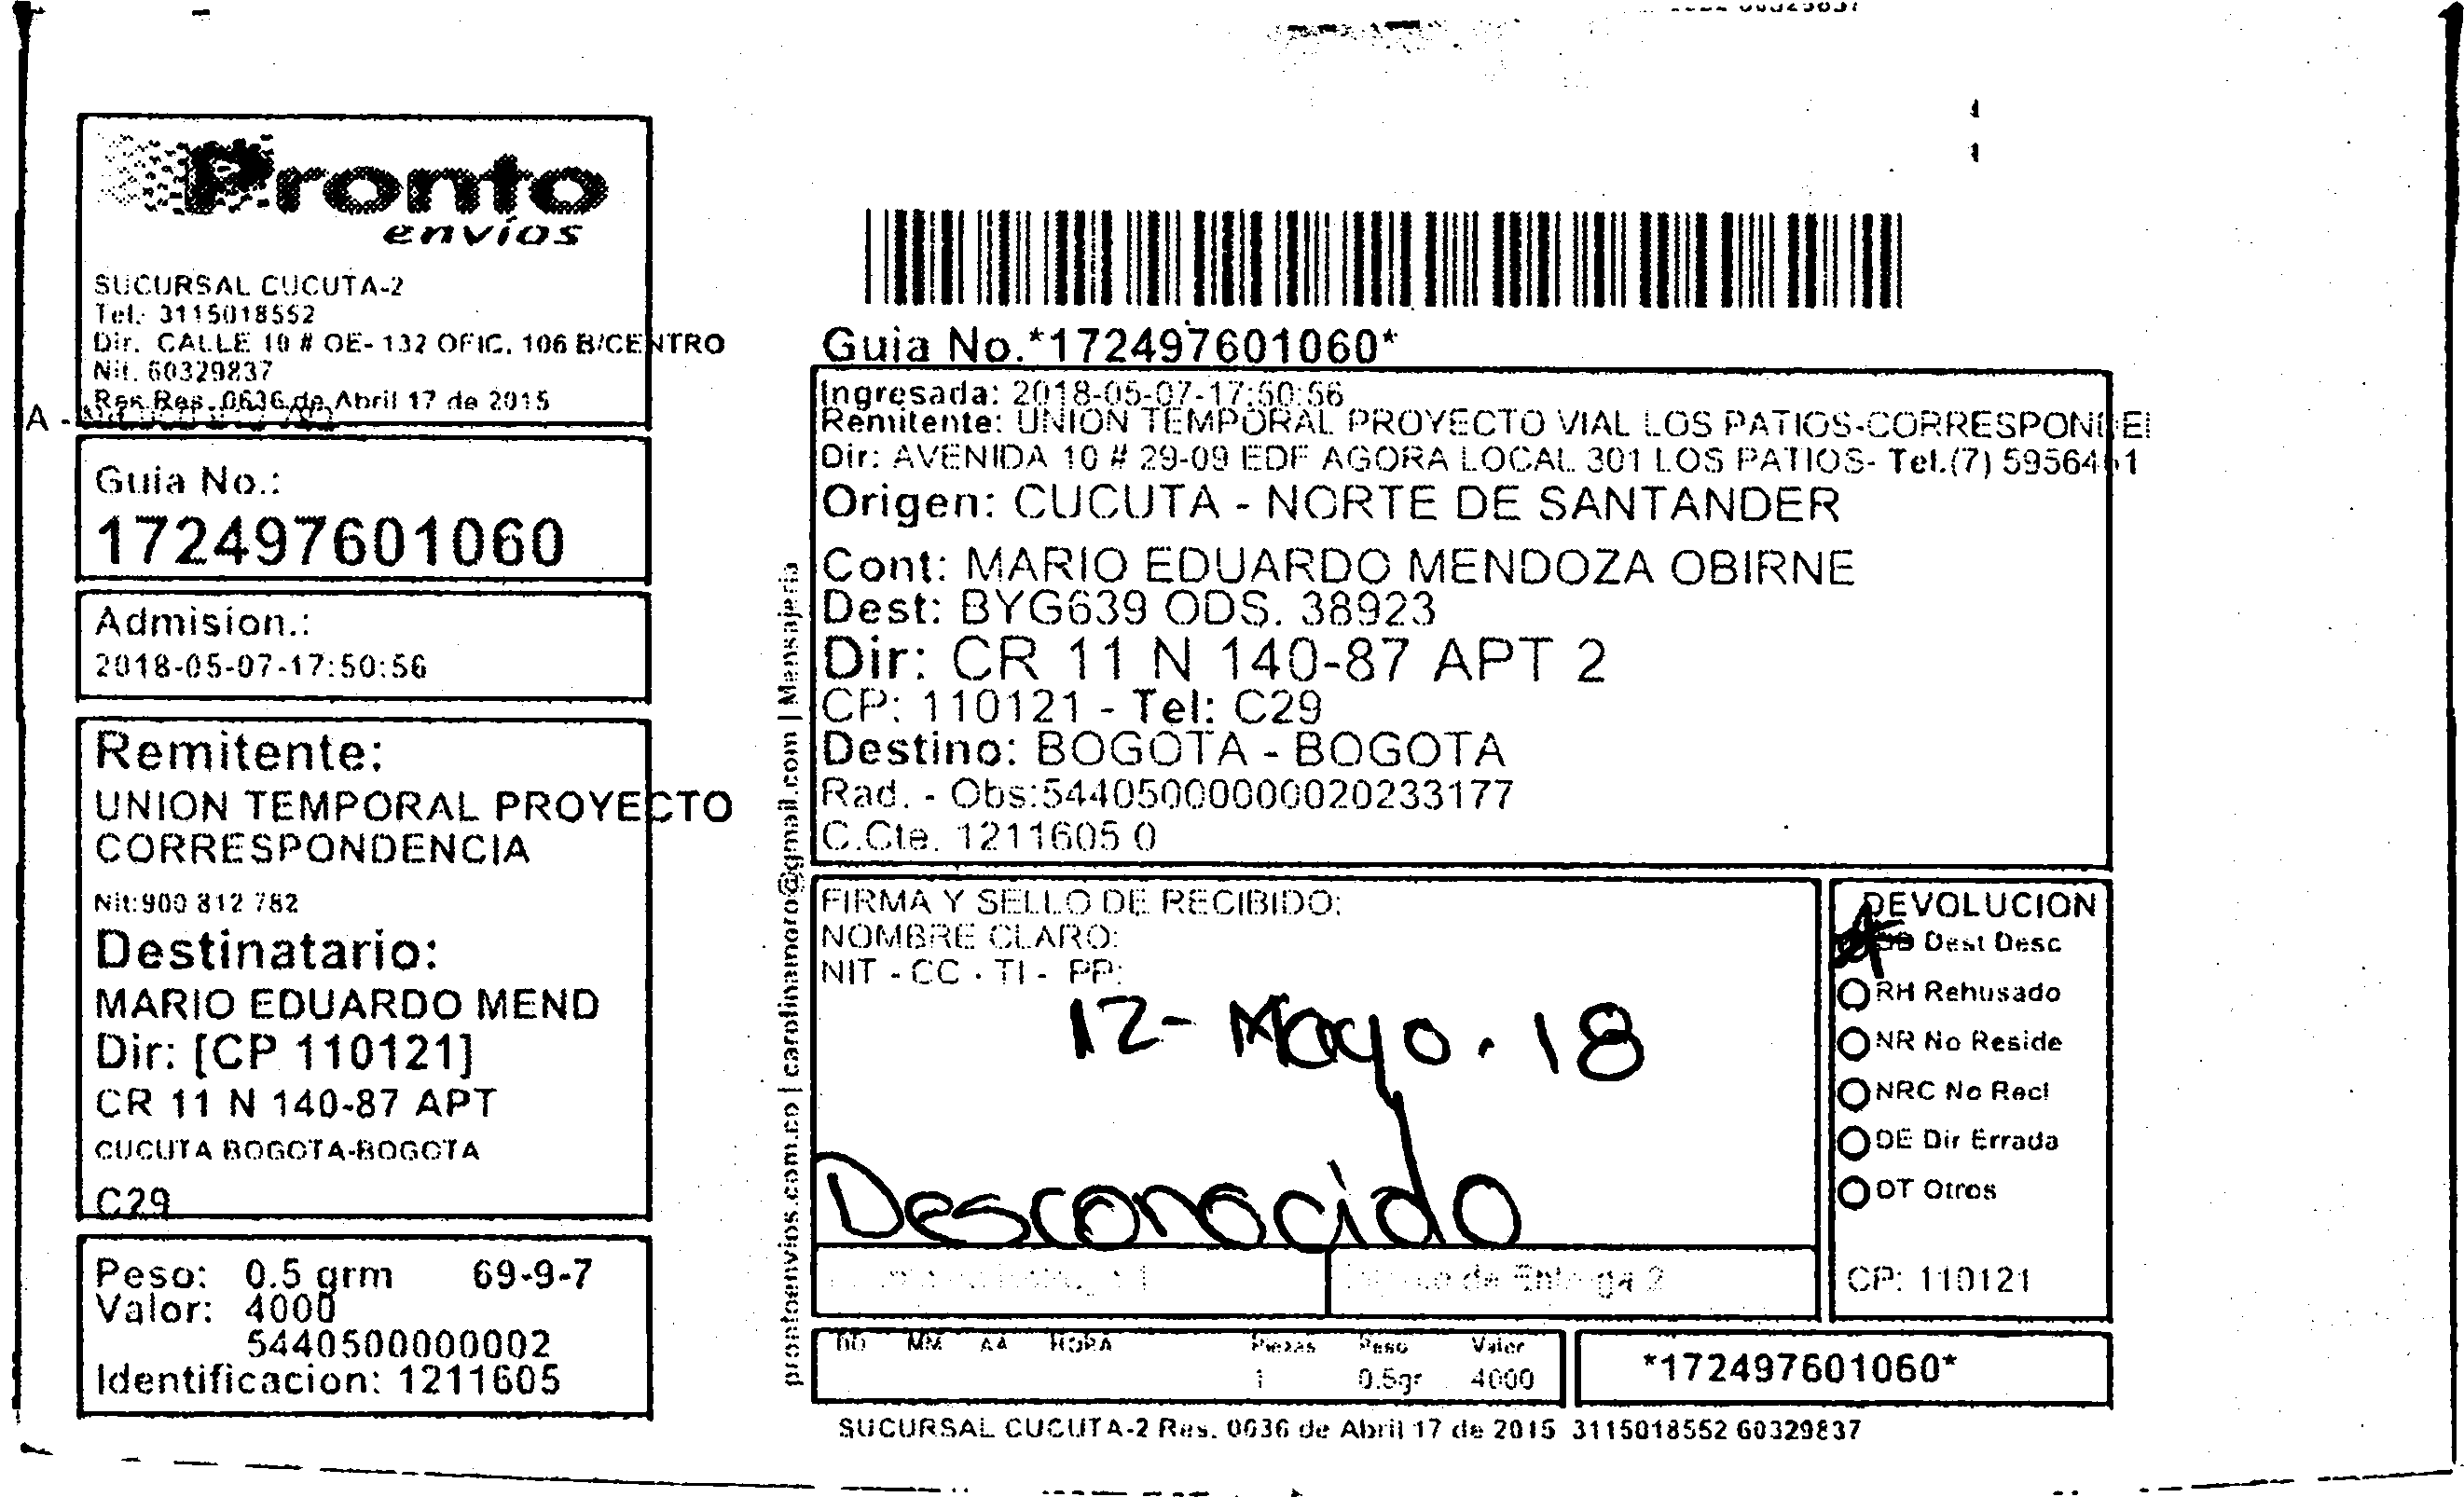 Pronto
envíos
SUCURSAL CUCUTA-2
Tel: 3115018552
Dir. CALLE 10 # OE- 132 OFIC. 106 B/CENTRO
Nit. 60329837
Res. 0636 de Abril 17 de 2015
Guia No.:
172497601060
Admision.:
2018-05-07-17:50:56
Remitente:
UNION TEMPORAL PROYECTO
CORRESPONDENCIA
Nit:900 812 782
Destinatario:
MARIO EDUARDO MEND
Dir: [CP 110121]
CR 11 N 140-87 APT
CUCUTA BOGOTA-BOGOTA
C29
Peso: 0.5 grm 69-9-7
Valor: 4000
5440500000002
Identificacion: 1211605
prontoenvios.com.co | carolinamoro@gmail.com | Mensajeria
Guia No.*172497601060*
Ingresada: 2018-05-07-17:50:56
Remitente: UNION TEMPORAL PROYECTO VIAL LOS PATIOS-CORRESPONDE
Dir: AVENIDA 10 # 29-09 EDF AGORA LOCAL 301 LOS PATIOS- Tel.(7) 5956461
Origen: CUCUTA - NORTE DE SANTANDER
Cont: MARIO EDUARDO MENDOZA OBIRNE
Dest: BYG639 ODS. 38923
Dir: CR 11 N 140-87 APT 2
CP: 110121 - Tel: C29
Destino: BOGOTA - BOGOTA
Rad. - Obs:544050000000020233177
C.Cte. 1211605 0
FIRMA Y SELLO DE RECIBIDO:
NOMBRE CLARO:
NIT - CC - TI - PP:
12- Mayo. 18
Desconocido
de Entrega 2
DEVOLUCION
Dest Desc
RH Rehusado
NR No Reside
NRC No Recl
DE Dir Errada
OT Otros
CP: 110121
DD MM AA HORA Piezas Peso Valor
1 0.5gr 4000
*172497601060*
SUCURSAL CUCUTA-2 Res. 0636 de Abril 17 de 2015 3115018552 60329837